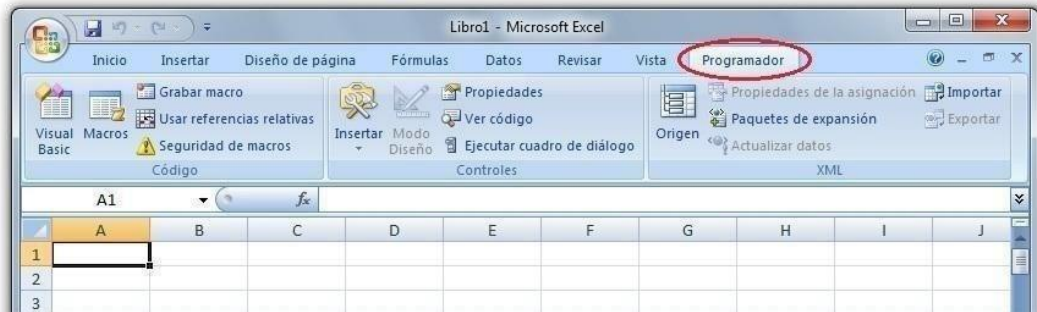 Libro1 - Microsoft Excel
Inicio Insertar Diseño de página Fórmulas Datos Revisar Vista Programador
Visual Basic
Macros
Grabar macro
Usar referencias relativas
Seguridad de macros
Código
Insertar
Modo Diseño
Propiedades
Ver código
Ejecutar cuadro de diálogo
Controles
Origen
Propiedades de la asignación
Paquetes de expansión
Actualizar datos
Importar
Exportar
XML
A1 fx
A B C D E F G H I J
1
2
3